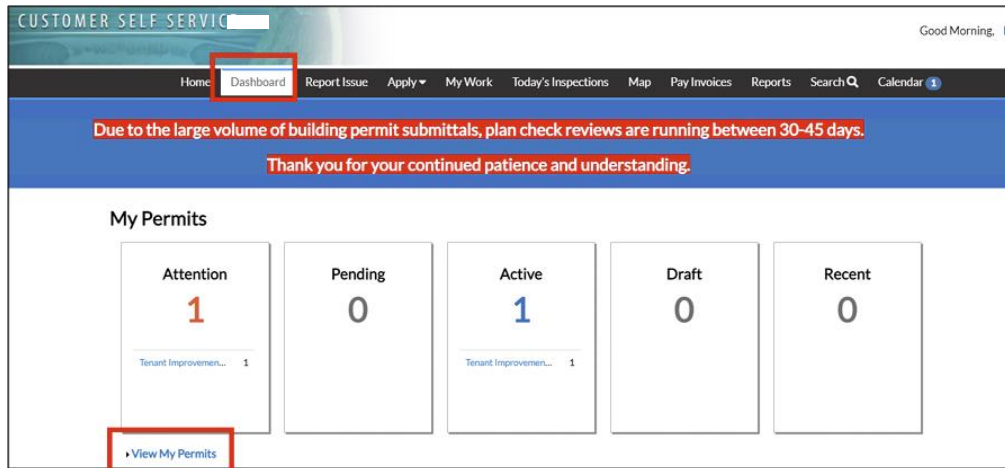 CUSTOMER SELF SERVIC
Good Morning,
Home Dashboard Report Issue Apply My Work Today's Inspections Map Pay Invoices Reports Search Calendar 1
Due to the large volume of building permit submittals, plan check reviews are running between 30-45 days.
Thank you for your continued patience and understanding.
My Permits
Attention Pending Active Draft Recent
1 0 1 0 0
Tenant Improvemen... 1 Tenant Improvemen... 1
View My Permits